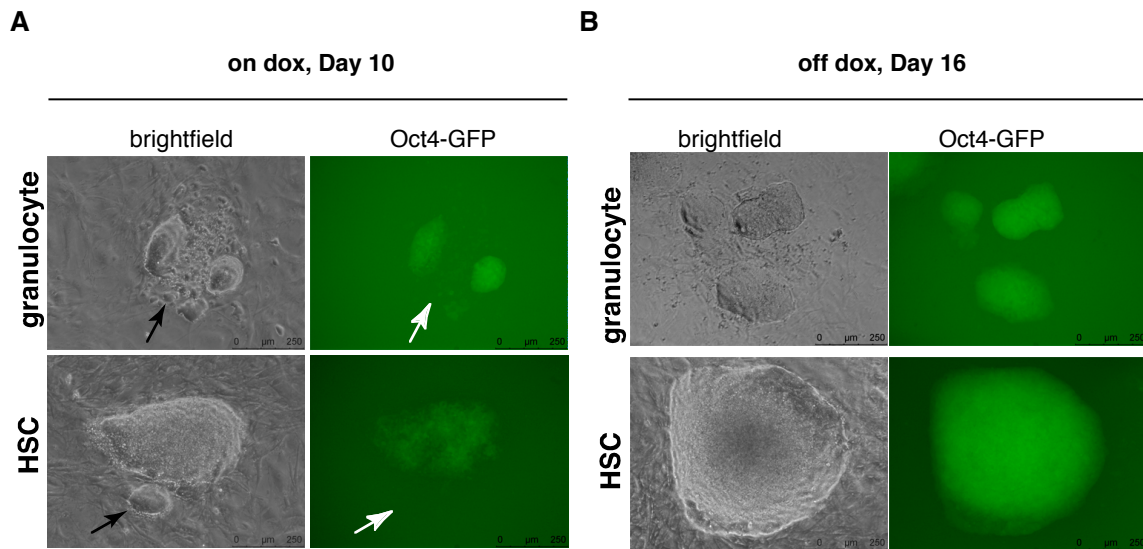 A
B
on dox, Day 10
off dox, Day 16
brightfield
Oct4-GFP
brightfield
Oct4-GFP
granulocyte
granulocyte
0 µm 250
0 µm 250
0 µm 250
0 µm 250
HSC
HSC
0 µm 250
0 µm 250
0 µm 250
0 µm 250